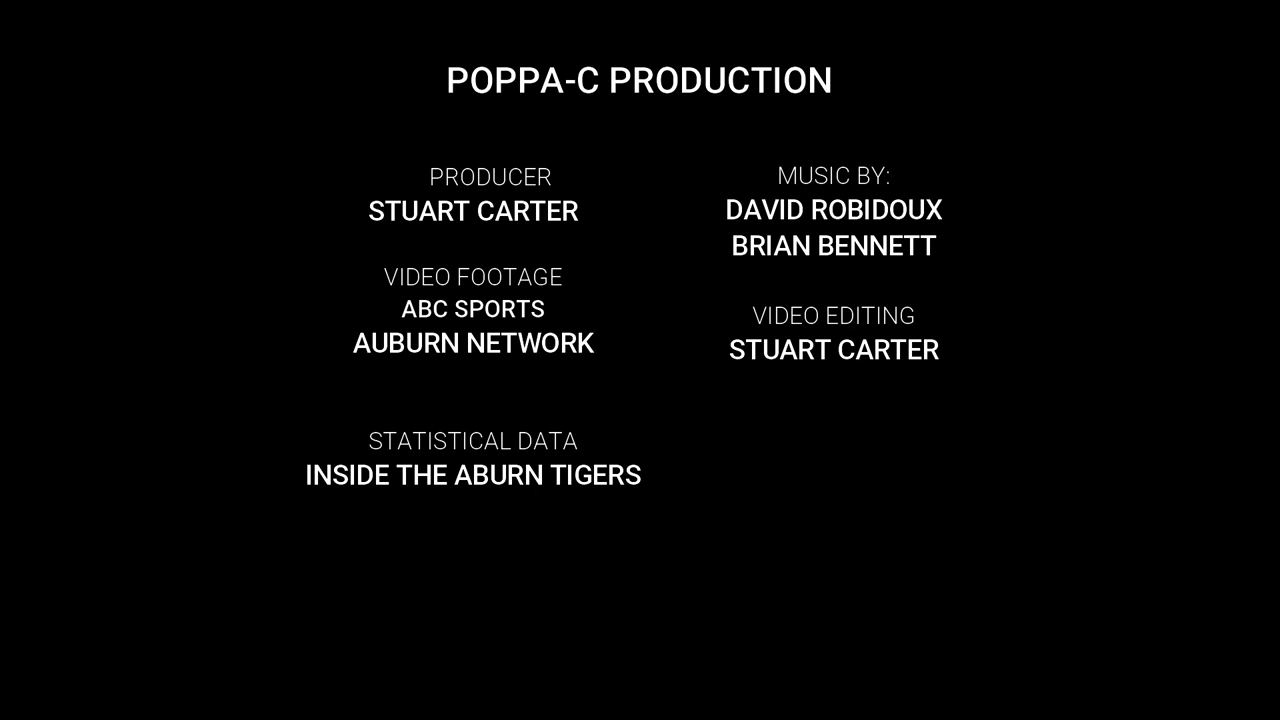 POPPA-C PRODUCTION
PRODUCER
STUART CARTER
VIDEO FOOTAGE
ABC SPORTS
AUBURN NETWORK
STATISTICAL DATA
INSIDE THE ABURN TIGERS
MUSIC BY:
DAVID ROBIDOUX
BRIAN BENNETT
VIDEO EDITING
STUART CARTER